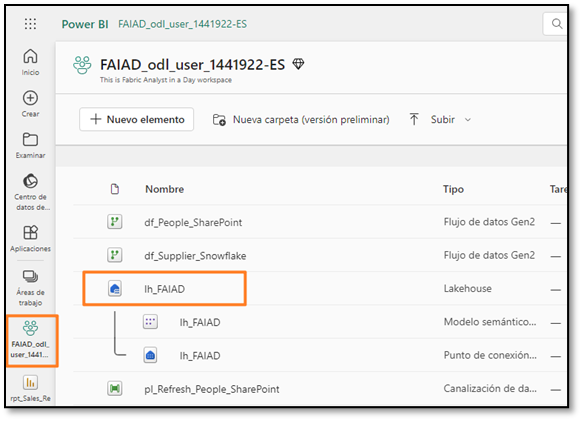 Power BI FAIAD_odl_user_1441922-ES
Inicio
Crear
Examinar
Centro de
datos de...
Aplicaciones
Áreas de
trabajo
FAIAD_odl_
user_1441...
rpt_Sales_Re
FAIAD_odl_user_1441922-ES
This is Fabric Analyst in a Day workspace
Nuevo elemento Nueva carpeta (versión preliminar) Subir
Nombre Tipo Tare
df_People_SharePoint Flujo de datos Gen2 —
df_Supplier_Snowflake Flujo de datos Gen2 —
lh_FAIAD Lakehouse —
lh_FAIAD Modelo semántico... —
lh_FAIAD Punto de conexión... —
pl_Refresh_People_SharePoint Canalización de da... —